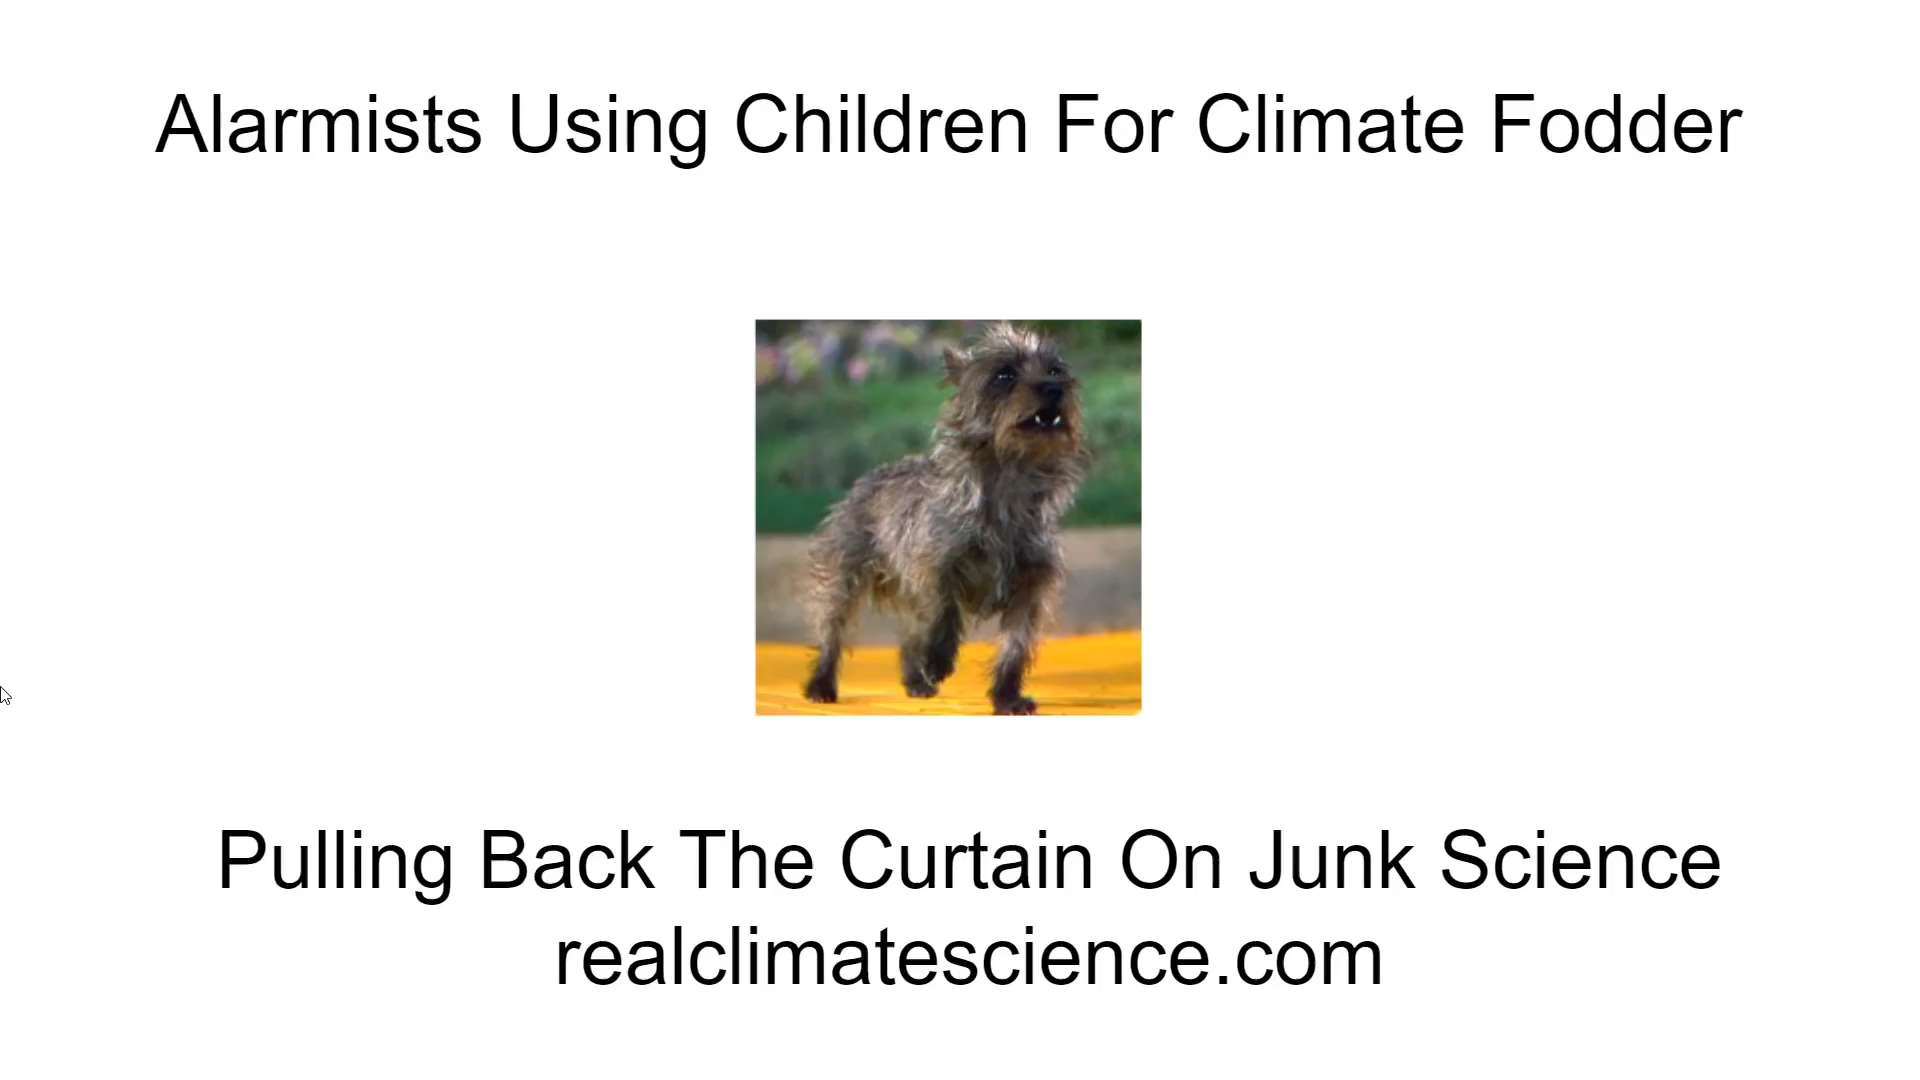 Alarmists Using Children For Climate Fodder
Pulling Back The Curtain On Junk Science
realclimatescience.com